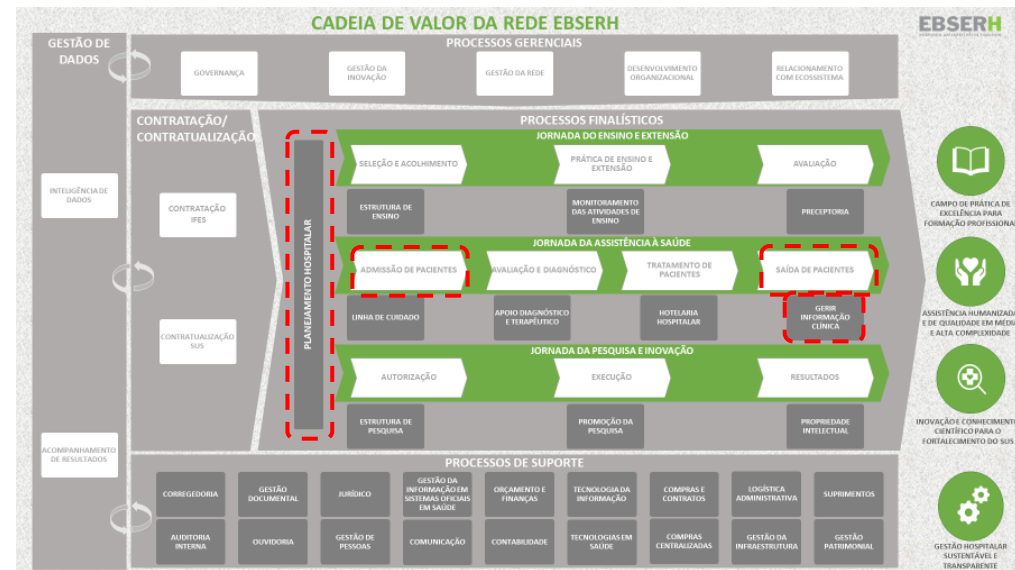 CADEIA DE VALOR DA REDE EBSERH
EBSERH
GESTÃO DE
DADOS
INTELIGÊNCIA DE
DADOS
ACOMPANHAMENTO
DE RESULTADOS
PROCESSOS GERENCIAIS
GOVERNANÇA
GESTÃO DA
INOVAÇÃO
GESTÃO DA REDE
DESENVOLVIMENTO
ORGANIZACIONAL
RELACIONAMENTO
COM ECOSSISTEMA
CONTRATAÇÃO/
CONTRATUALIZAÇÃO
CONTRATAÇÃO
IFES
CONTRATUALIZAÇÃO
SUS
PROCESSOS FINALÍSTICOS
PLANEJAMENTO HOSPITALAR
JORNADA DO ENSINO E EXTENSÃO
SELEÇÃO E ACOLHIMENTO
PRÁTICA DE ENSINO E
EXTENSÃO
AVALIAÇÃO
ESTRUTURA DE
ENSINO
MONITORAMENTO
DAS ATIVIDADES DE
ENSINO
PRECEPTORIA
JORNADA DA ASSISTÊNCIA À SAÚDE
ADMISSÃO DE PACIENTES
AVALIAÇÃO E DIAGNÓSTICO
TRATAMENTO DE
PACIENTES
SAÍDA DE PACIENTES
LINHA DE CUIDADO
APOIO DIAGNÓSTICO
E TERAPÊUTICO
HOTELARIA
HOSPITALAR
GERIR
INFORMAÇÃO
CLÍNICA
JORNADA DA PESQUISA E INOVAÇÃO
AUTORIZAÇÃO
EXECUÇÃO
RESULTADOS
ESTRUTURA DE
PESQUISA
PROMOÇÃO DA
PESQUISA
PROPRIEDADE
INTELECTUAL
PROCESSOS DE SUPORTE
CORREGEDORIA
GESTÃO
DOCUMENTAL
JURÍDICO
GESTÃO DA
INFORMAÇÃO EM
SISTEMAS OFICIAIS
EM SAÚDE
ORÇAMENTO E
FINANÇAS
TECNOLOGIA DA
INFORMAÇÃO
COMPRAS E
CONTRATOS
LOGÍSTICA
ADMINISTRATIVA
SUPRIMENTOS
AUDITORIA
INTERNA
OUVIDORIA
GESTÃO DE
PESSOAS
COMUNICAÇÃO
CONTABILIDADE
TECNOLOGIAS EM
SAÚDE
COMPRAS
CENTRALIZADAS
GESTÃO DA
INFRAESTRUTURA
GESTÃO
PATRIMONIAL
CAMPO DE PRÁTICA DE
EXCELÊNCIA PARA
FORMAÇÃO PROFISSIONA
ASSISTÊNCIA HUMANIZADA
E DE QUALIDADE EM MÉDI
E ALTA COMPLEXIDADE
INOVAÇÃO E CONHECIMENTO
CIENTÍFICO PARA O
FORTALECIMENTO DO SUS
GESTÃO HOSPITALAR
SUSTENTÁVEL E
TRANSPARENTE